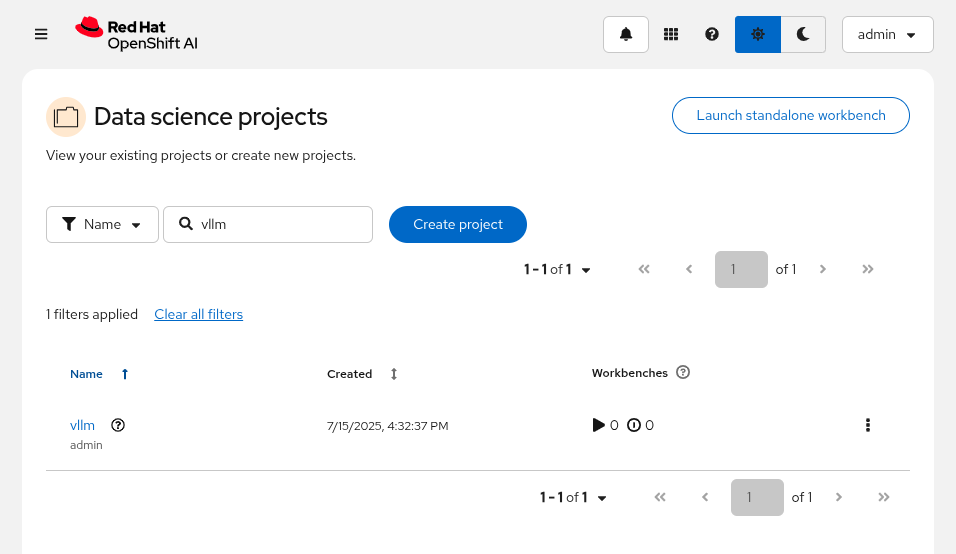 Red Hat
OpenShift AI
admin
Data science projects
Launch standalone workbench
View your existing projects or create new projects.
Name
vllm
Create project
1 - 1 of 1
1 of 1
1 filters applied Clear all filters
Name Created Workbenches
vllm 7/15/2025, 4:32:37 PM 0 0
admin
1 - 1 of 1
1 of 1